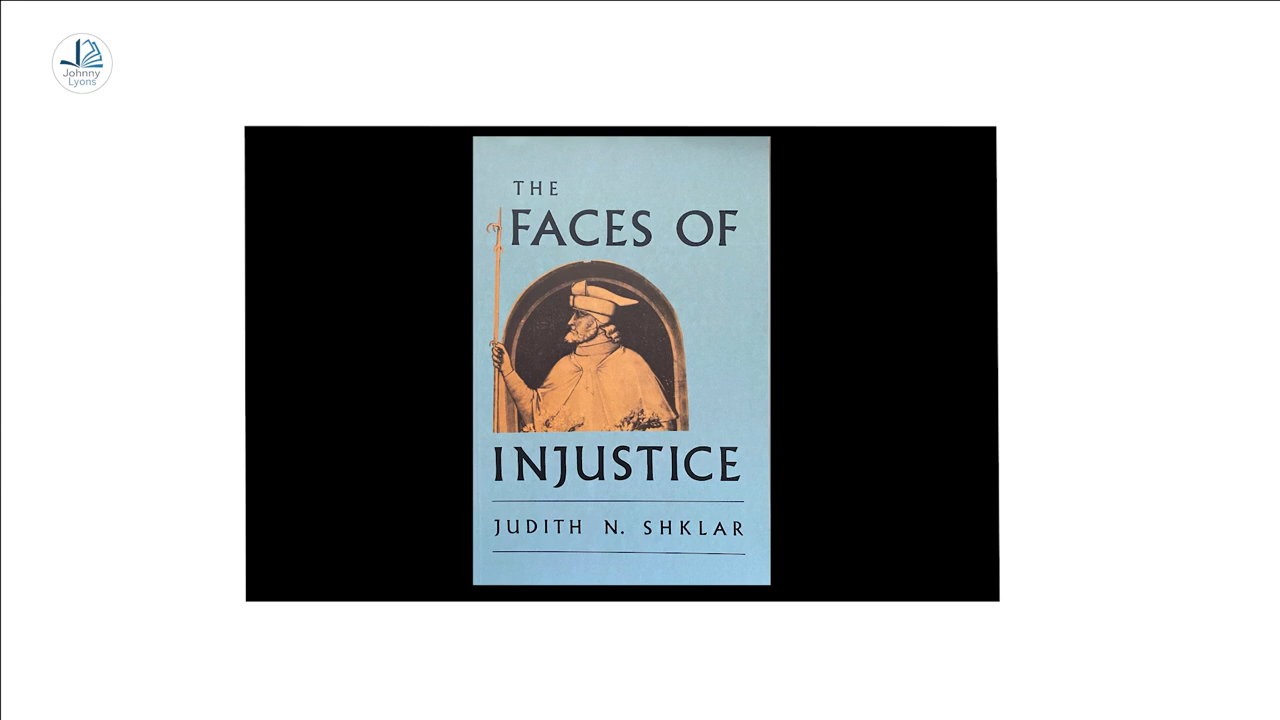 Johnny
Lyons
THE
FACES OF
INJUSTICE
JUDITH N. SHKLAR